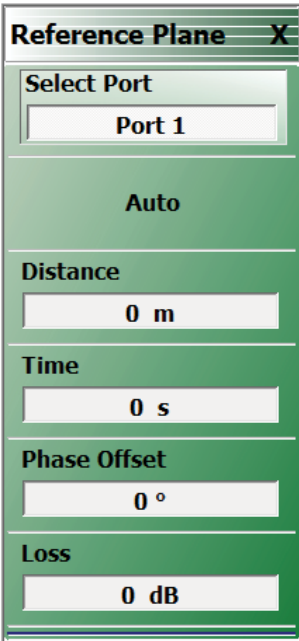 Reference Plane X
Select Port
Port 1
Auto
Distance
0 m
Time
0 s
Phase Offset
0 °
Loss
0 dB